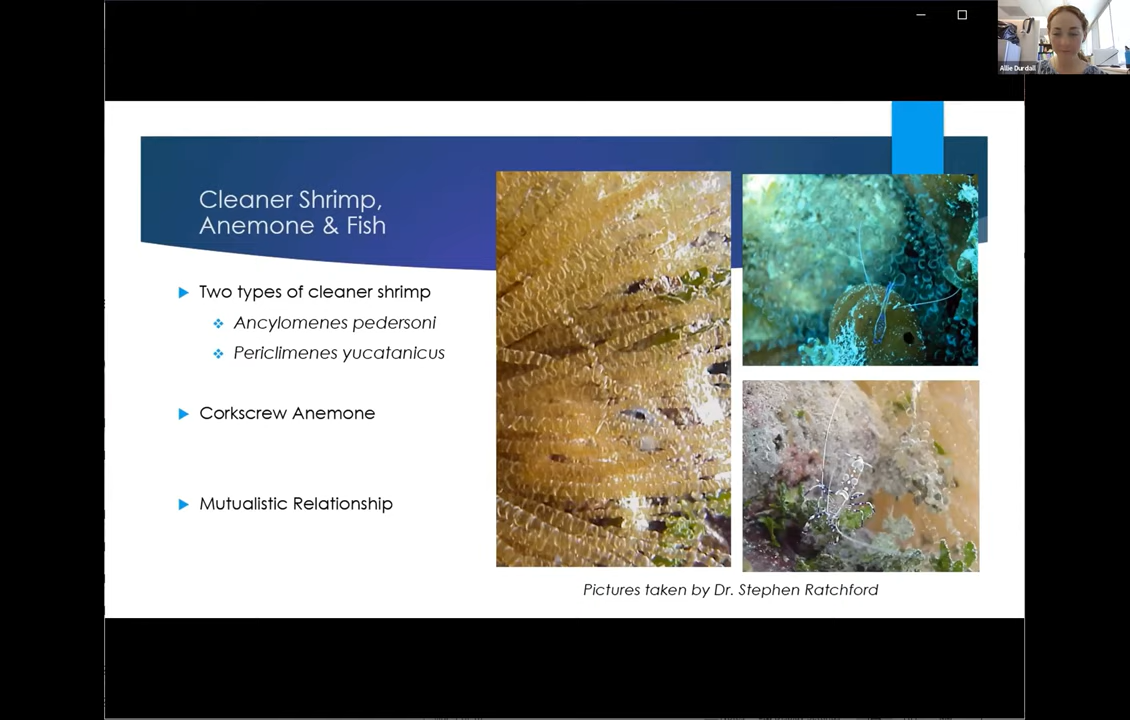 Allie Durdall
Cleaner Shrimp,
Anemone & Fish
Two types of cleaner shrimp
Ancylomenes pedersoni
Periclimenes yucatanicus
Corkscrew Anemone
Mutualistic Relationship
Pictures taken by Dr. Stephen Ratchford